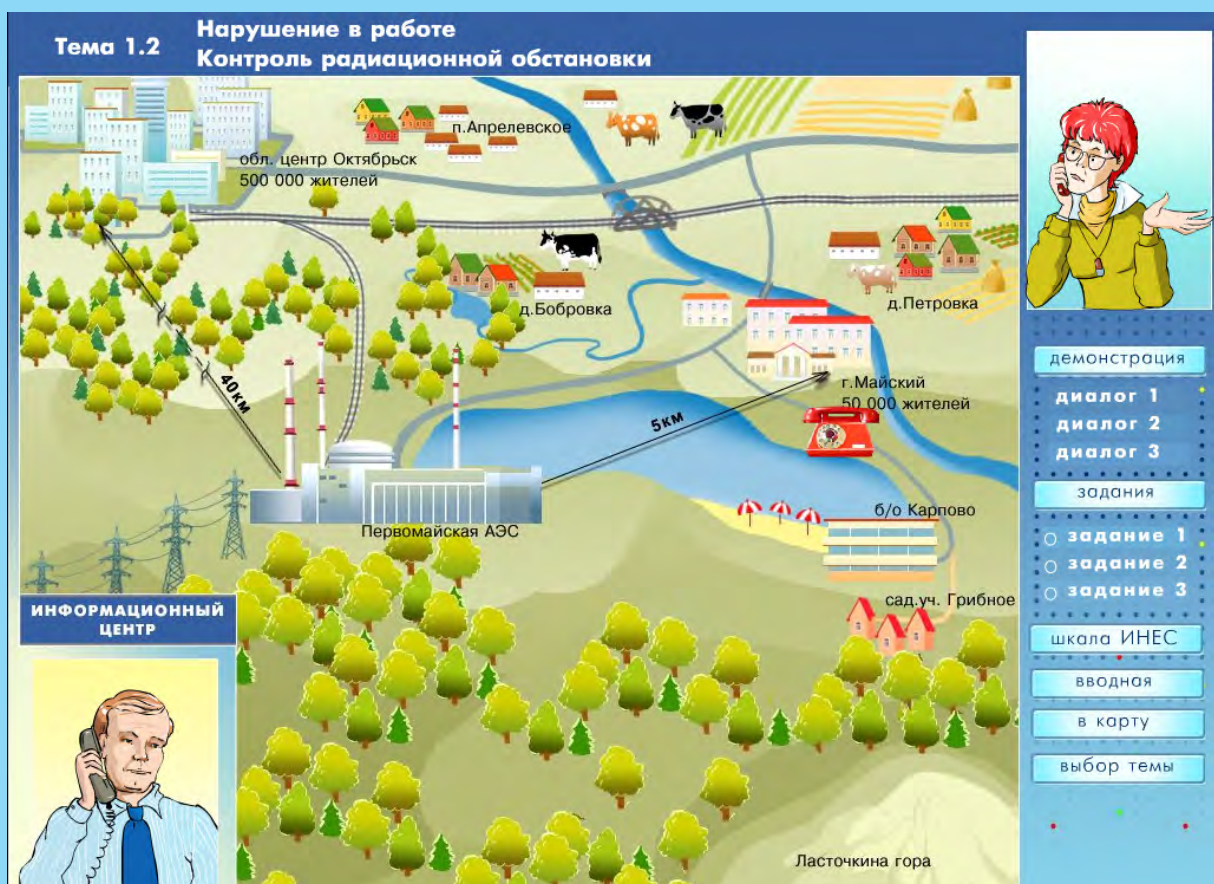 Тема 1.2
Нарушение в работе
Контроль радиационной обстановки
п.Апрелевское
обл. центр Октябрьск
500 000 жителей
д.Бобровка
д.Петровка
г.Майский
50 000 жителей
40км
5км
Первомайская АЭС
б/о Карпово
сад.уч. Грибное
Ласточкина гора
ИНФОРМАЦИОННЫЙ
ЦЕНТР
демонстрация
диалог 1
диалог 2
диалог 3
задания
задание 1
задание 2
задание 3
шкала ИНЕС
вводная
в карту
выбор темы